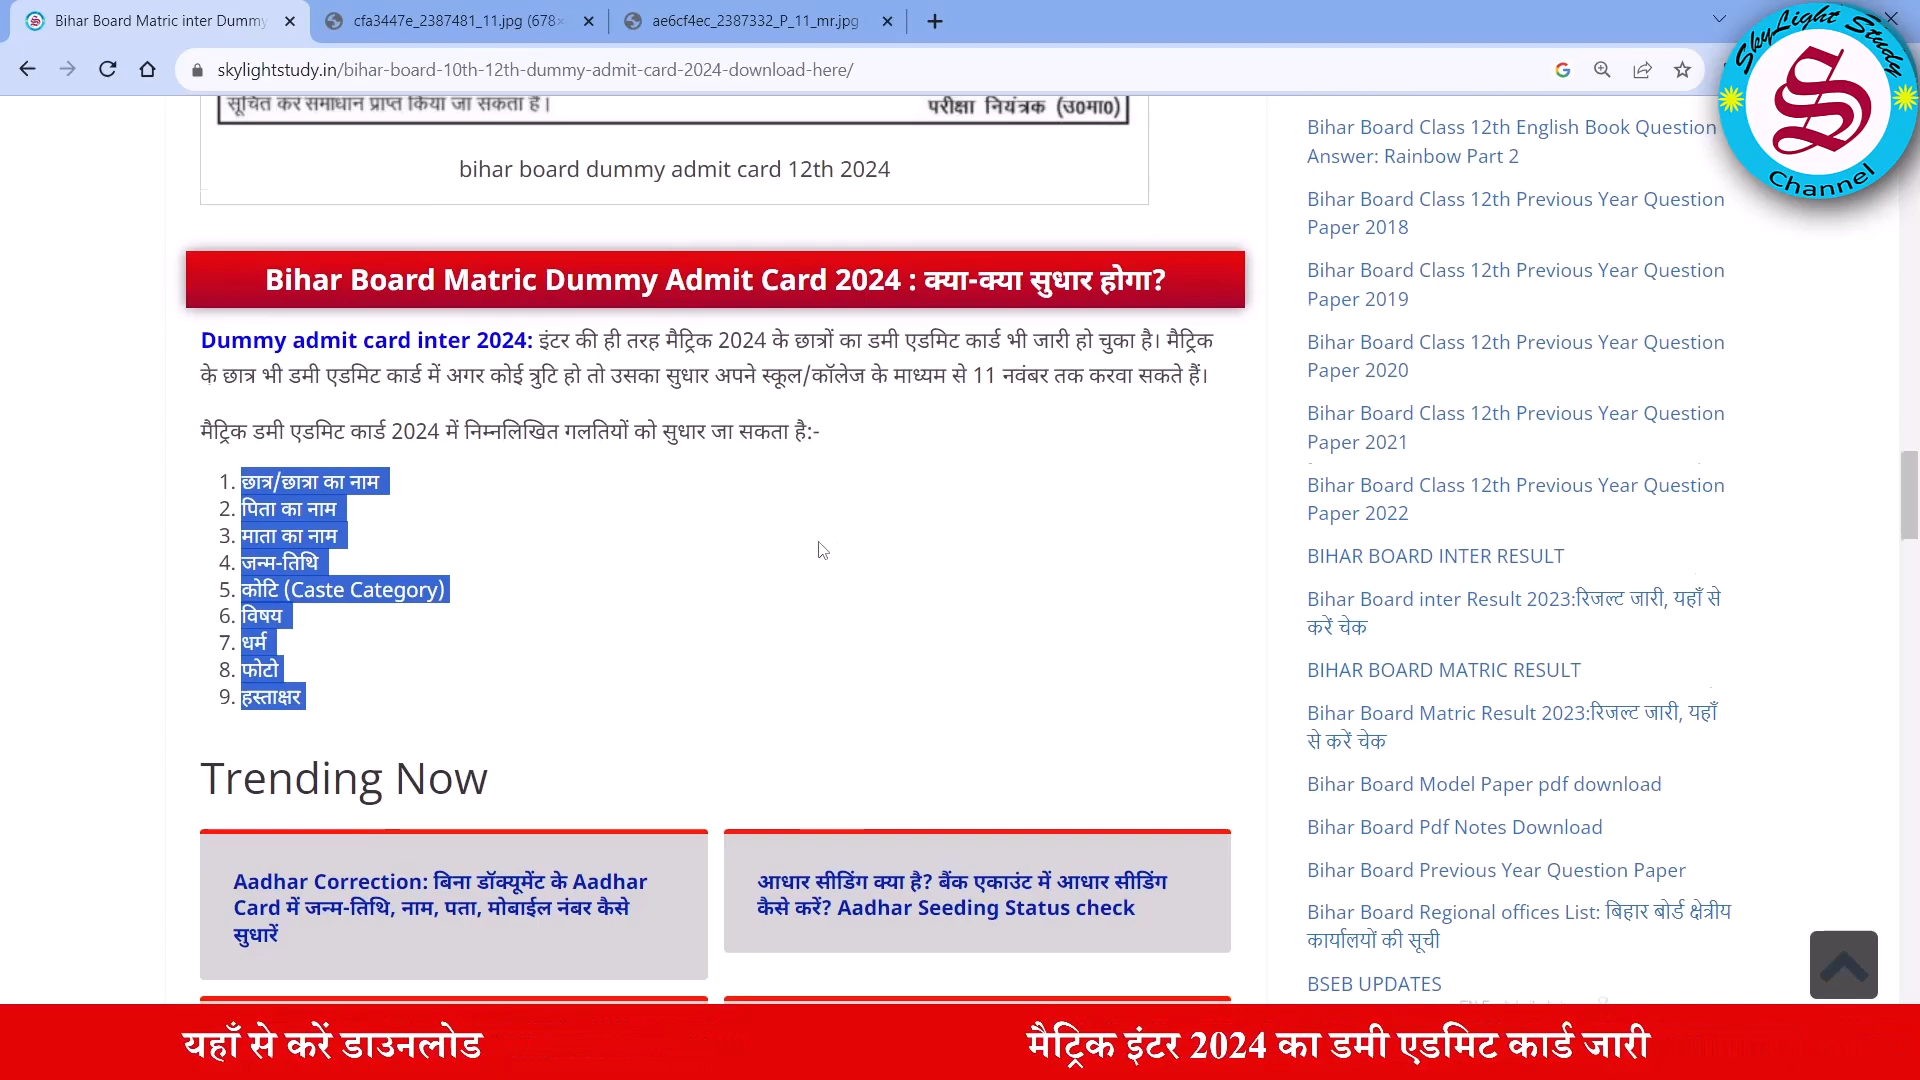 Bihar Board Matric inter Dummy
cfa3447e_2387481_11.jpg (678×
ae6cf4ec_2387332_P_11_mr.jpg
skylightstudy.in/bihar-board-10th-12th-dummy-admit-card-2024-download-here/
SkyLight Study
S
Channel
सूचित कर समाधान प्राप्त किया जा सकता है।
परीक्षा नियंत्रक (उ0मा0)
bihar board dummy admit card 12th 2024
Bihar Board Matric Dummy Admit Card 2024 : क्या-क्या सुधार होगा?
Dummy admit card inter 2024: इंटर की ही तरह मैट्रिक 2024 के छात्रों का डमी एडमिट कार्ड भी जारी हो चुका है। मैट्रिक
के छात्र भी डमी एडमिट कार्ड में अगर कोई त्रुटि हो तो उसका सुधार अपने स्कूल/कॉलेज के माध्यम से 11 नवंबर तक करवा सकते हैं।
मैट्रिक डमी एडमिट कार्ड 2024 में निम्नलिखित गलतियों को सुधार जा सकता है:-
1. छात्र/छात्रा का नाम
2. पिता का नाम
3. माता का नाम
4. जन्म-तिथि
5. कोटि (Caste Category)
6. विषय
7. धर्म
8. फोटो
9. हस्ताक्षर
Trending Now
Aadhar Correction: बिना डॉक्यूमेंट के Aadhar
Card में जन्म-तिथि, नाम, पता, मोबाईल नंबर कैसे
सुधारें
आधार सीडिंग क्या है? बैंक एकाउंट में आधार सीडिंग
कैसे करें? Aadhar Seeding Status check
Bihar Board Class 12th English Book Question
Answer: Rainbow Part 2
Bihar Board Class 12th Previous Year Question
Paper 2018
Bihar Board Class 12th Previous Year Question
Paper 2019
Bihar Board Class 12th Previous Year Question
Paper 2020
Bihar Board Class 12th Previous Year Question
Paper 2021
Bihar Board Class 12th Previous Year Question
Paper 2022
BIHAR BOARD INTER RESULT
Bihar Board inter Result 2023:रिजल्ट जारी, यहाँ से
करें चेक
BIHAR BOARD MATRIC RESULT
Bihar Board Matric Result 2023:रिजल्ट जारी, यहाँ
से करें चेक
Bihar Board Model Paper pdf download
Bihar Board Pdf Notes Download
Bihar Board Previous Year Question Paper
Bihar Board Regional offices List: बिहार बोर्ड क्षेत्रीय
कार्यालयों की सूची
BSEB UPDATES
यहाँ से करें डाउनलोड
मैट्रिक इंटर 2024 का डमी एडमिट कार्ड जारी